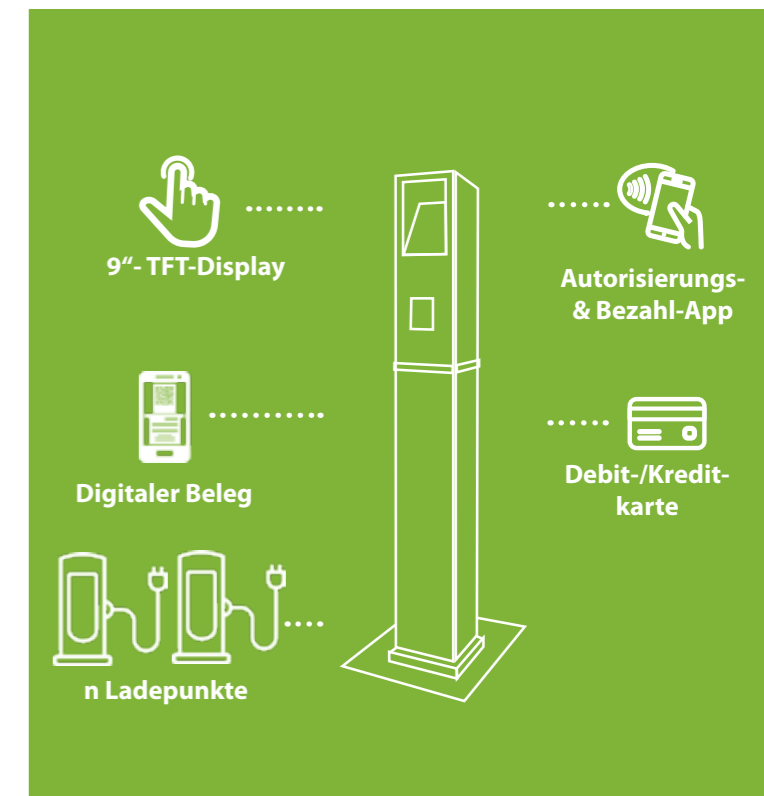 9“- TFT-Display
Autorisierungs-
& Bezahl-App
Digitaler Beleg
Debit-/Kredit-
karte
n Ladepunkte